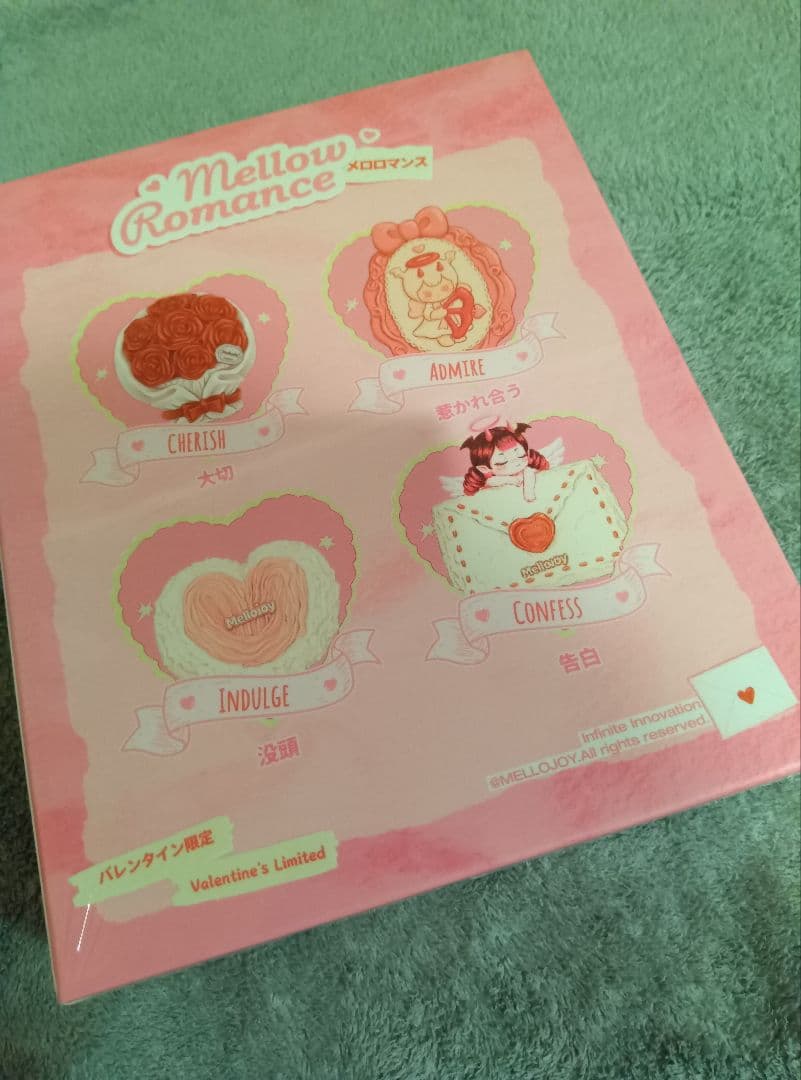 Mellow
Romance
メロロマンス
CHERISH
大切
ADMIRE
惹かれ合う
Mellojoy
INDULGE
没頭
Mellojoy
CONFESS
告白
Infinite Innovation
@MELLOJOY.All rights reserved.
バレンタイン限定
Valentine's Limited